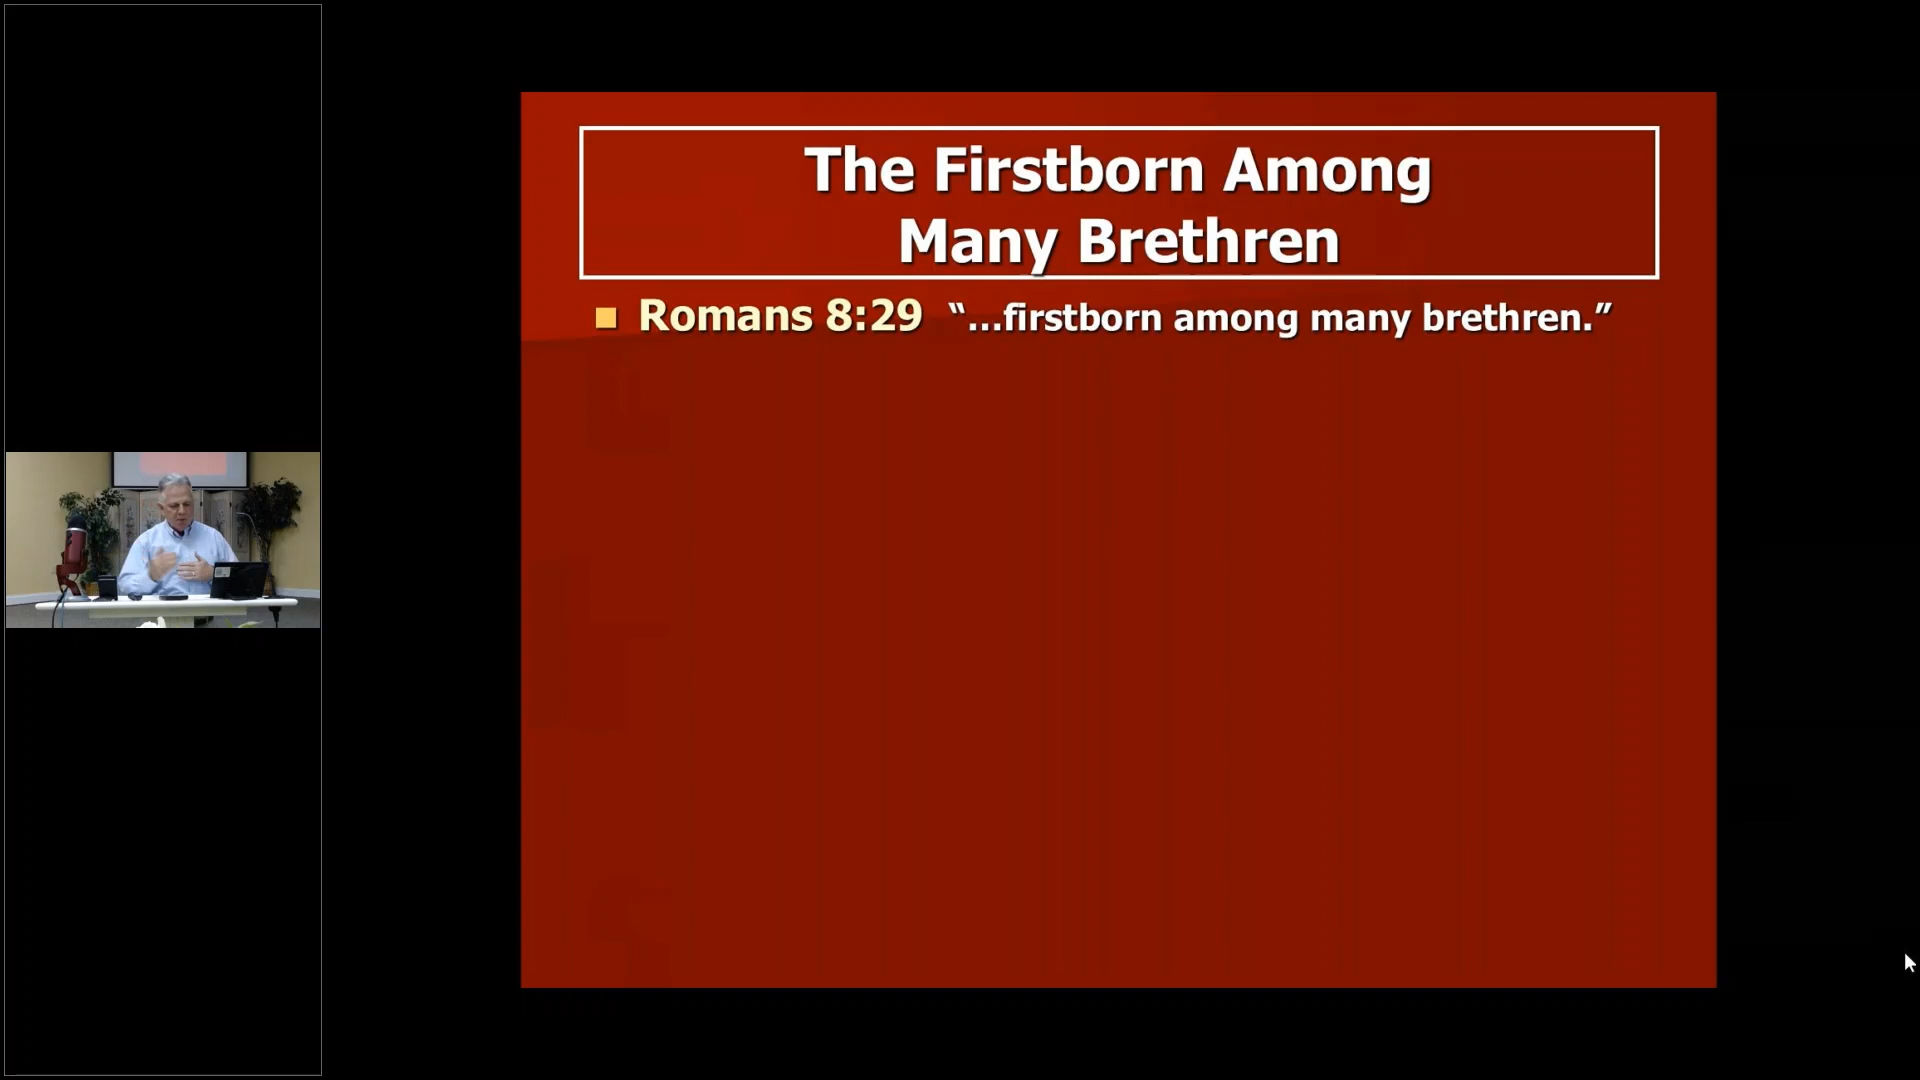 The Firstborn Among
Many Brethren
Romans 8:29 “…firstborn among many brethren.”